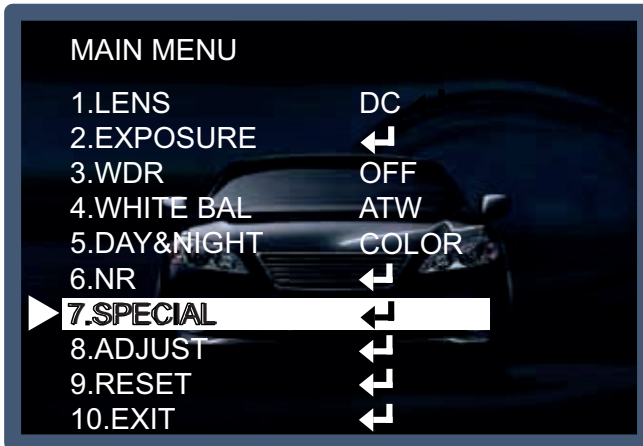 MAIN MENU
1.LENS DC
2.EXPOSURE ↵
3.WDR OFF
4.WHITE BAL ATW
5.DAY&NIGHT COLOR
6.NR ↵
7.SPECIAL ↵
8.ADJUST ↵
9.RESET ↵
10.EXIT ↵